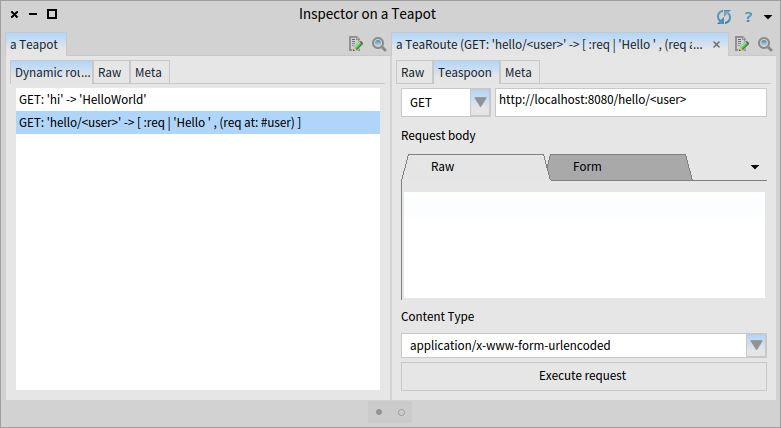 Inspector on a Teapot
?
a Teapot
Dynamic rou...
Raw
Meta
GET: 'hi' -> 'HelloWorld'
GET: 'hello/<user>' -> [ :req | 'Hello ' , (req at: #user) ]
a TeaRoute (GET: 'hello/<user>' -> [ :req | 'Hello ' , (req a...
Raw
Teaspoon
Meta
GET
http://localhost:8080/hello/<user>
Request body
Raw
Form
Content Type
application/x-www-form-urlencoded
Execute request